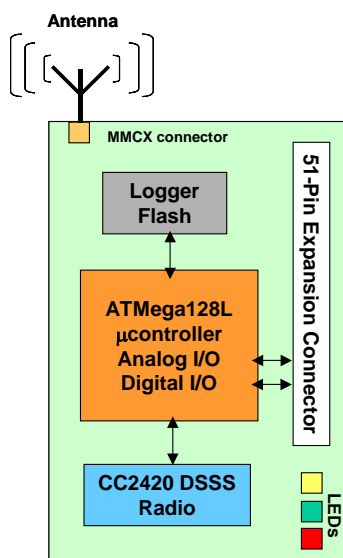 Antenna
MMCX connector
Logger
Flash
ATMega128L
μcontroller
Analog I/O
Digital I/O
51-Pin Expansion Connector
CC2420 DSSS
Radio
LEDs